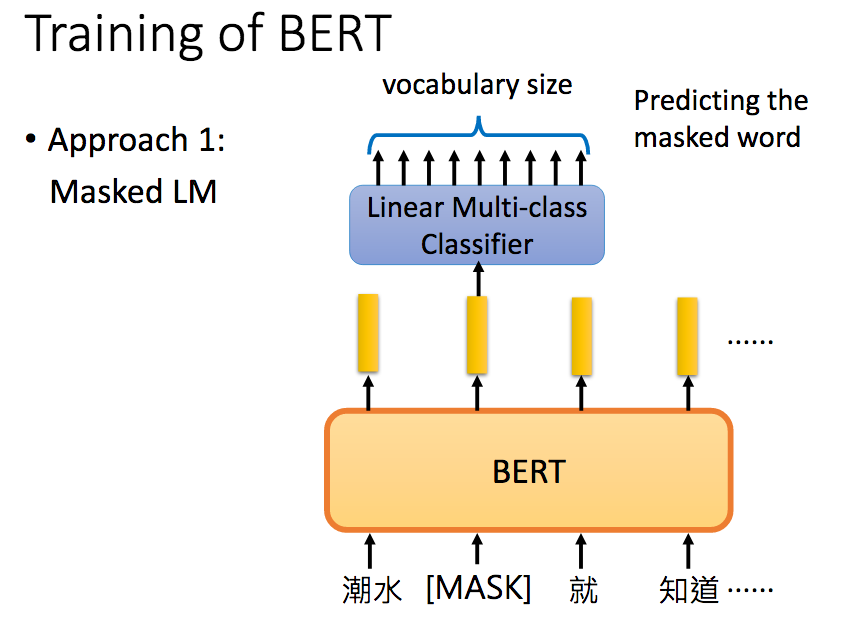 Training of BERT
• Approach 1:
Masked LM
vocabulary size
Predicting the
masked word
Linear Multi-class
Classifier
······
BERT
潮水 [MASK] 就 知道 ······